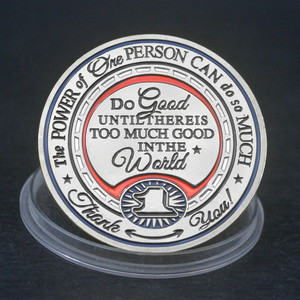 The POWER of One PERSON CAN do so MUCH
Do Good
UNTIL THERE IS
TOO MUCH GOOD
IN THE
World
Thank You!